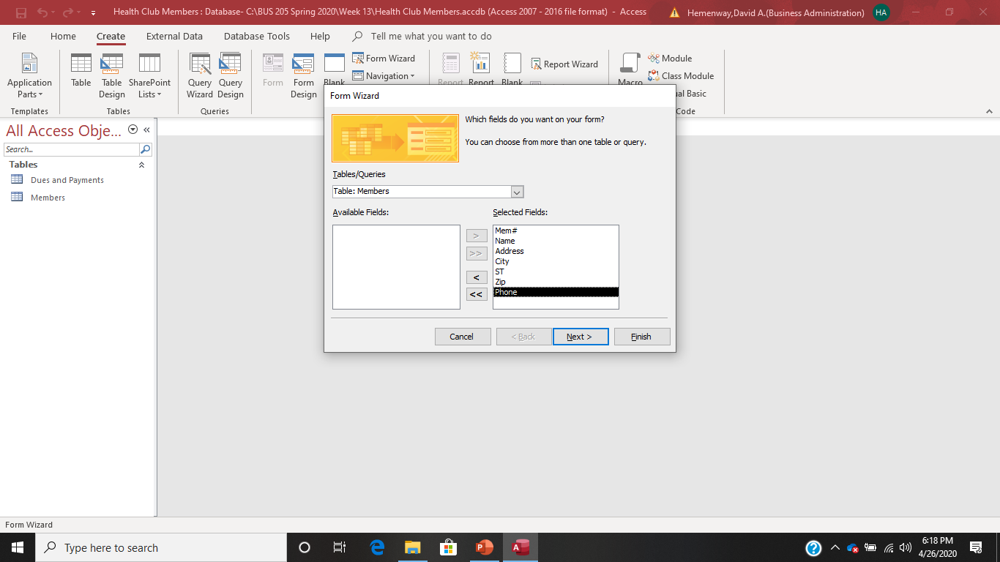 Health Club Members : Database- C:\BUS 205 Spring 2020\Week 13\Health Club Members.accdb (Access 2007 - 2016 file format) - Access
Hemenway,David A.(Business Administration) HA
File Home Create External Data Database Tools Help Tell me what you want to do
Application Parts
Table
Table Design
SharePoint Lists
Query Wizard
Query Design
Form
Form Design
Blank
Form Wizard
Navigation
Report
Report
Blank
Report Wizard
Macro
Module
Class Module
ual Basic
Templates Tables Queries Code
All Access Obje... «
Search...
Tables
Dues and Payments
Members
Form Wizard
Which fields do you want on your form?
You can choose from more than one table or query.
Tables/Queries
Table: Members
Available Fields: Selected Fields:
>
>>
<
<<
Mem#
Name
Address
City
ST
Zip
Phone
Cancel < Back Next > Finish
Form Wizard
Type here to search
6:18 PM
4/26/2020